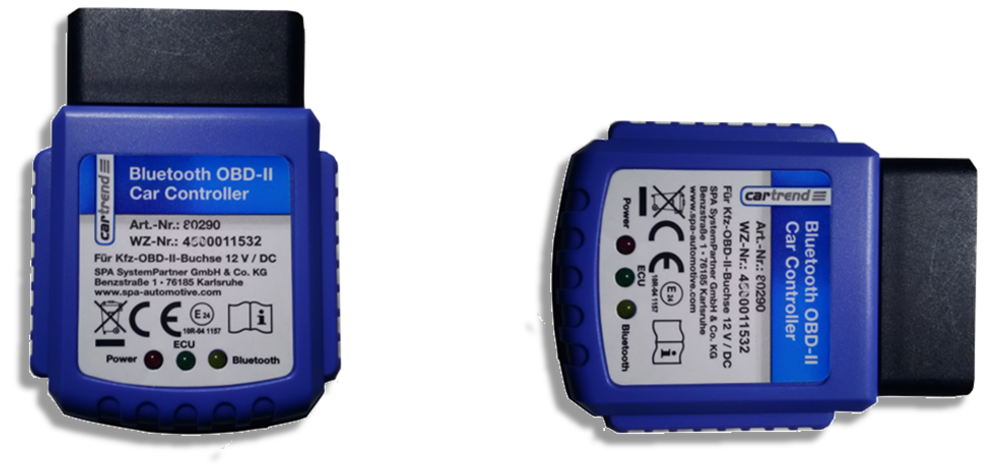 cartrend
Bluetooth OBD-II
Car Controller
Art.-Nr.: 80290
WZ-Nr.: 4500011532
Für Kfz-OBD-II-Buchse 12 V / DC
SPA SystemPartner GmbH & Co. KG
Benzstraße 1 • 76185 Karlsruhe
www.spa-automotive.com
CE E24 i
10R-04 1157
ECU
Power Bluetooth
cartrend
Bluetooth OBD-II
Car Controller
Art.-Nr.: 80290
WZ-Nr.: 4500011532
Für Kfz-OBD-II-Buchse 12 V / DC
SPA SystemPartner GmbH & Co. KG
Benzstraße 1 • 76185 Karlsruhe
www.spa-automotive.com
CE E24 i
10R-04 1157
ECU
Power Bluetooth